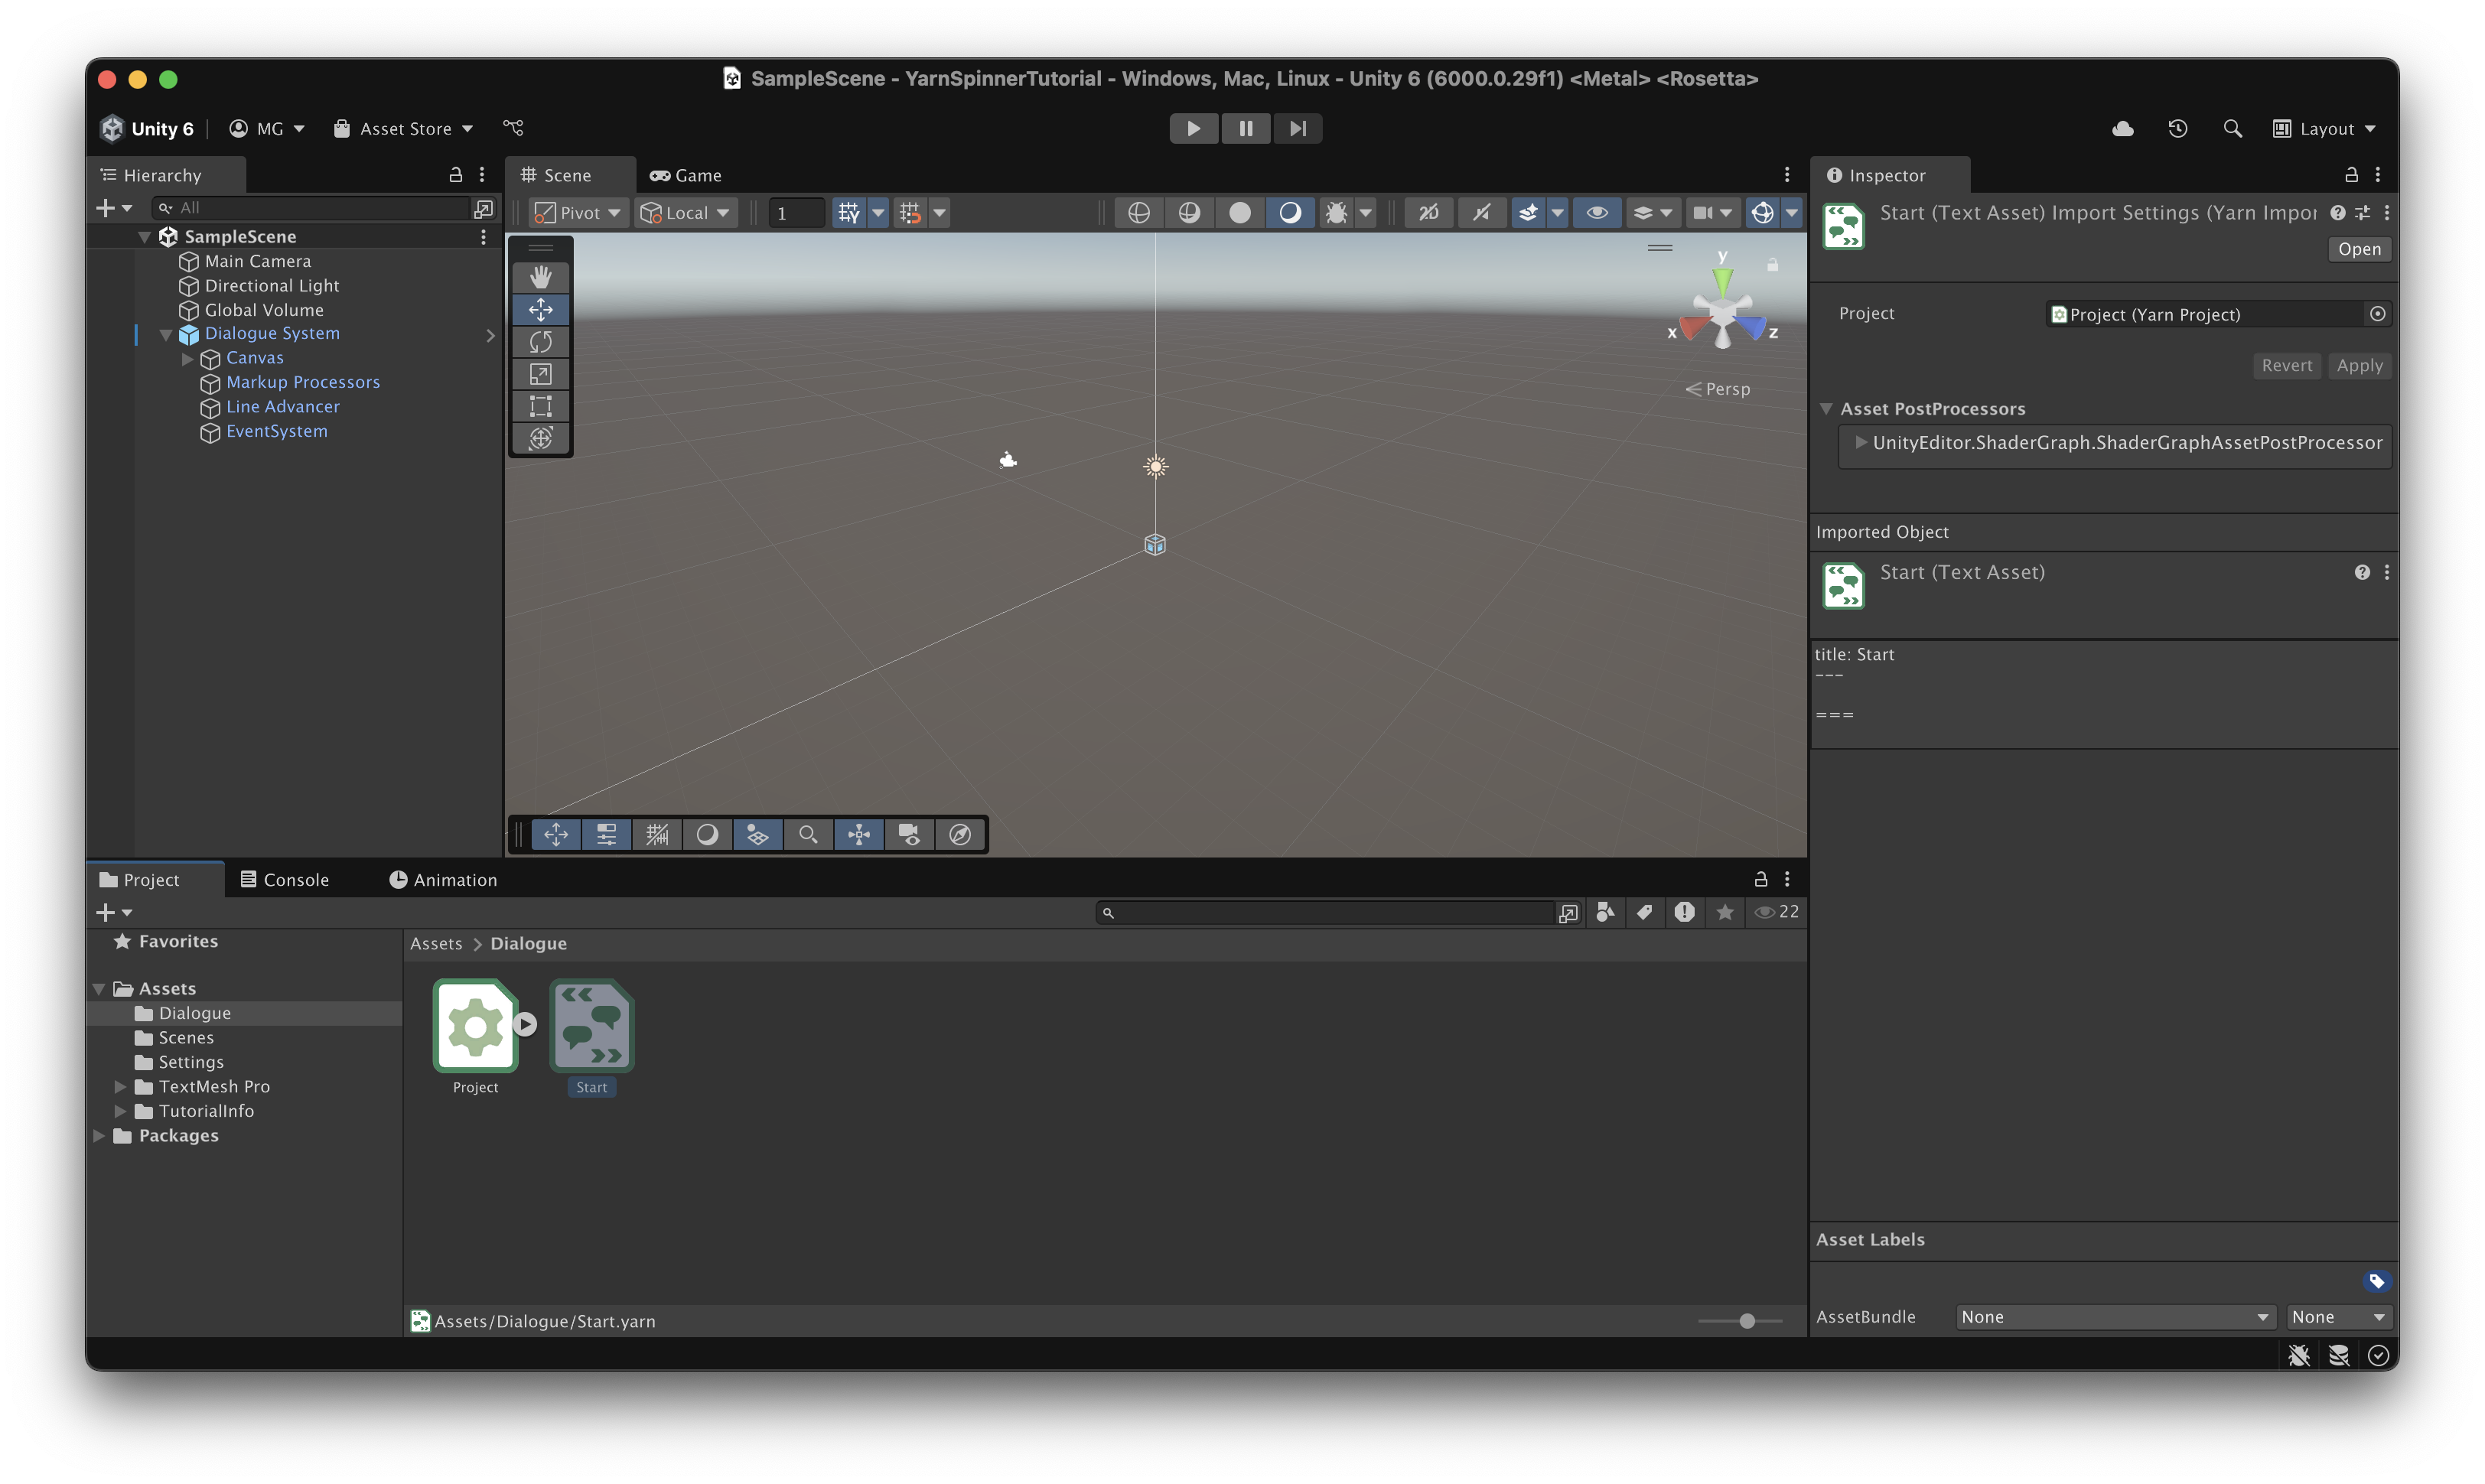 SampleScene - YarnSpinnerTutorial - Windows, Mac, Linux - Unity 6 (6000.0.29f1) <Metal> <Rosetta>
Unity 6
MG
Asset Store
Layout
Hierarchy
All
SampleScene
Main Camera
Directional Light
Global Volume
Dialogue System
Canvas
Markup Processors
Line Advancer
EventSystem
Scene
Game
Pivot
Local
1
2D
y
x
z
Persp
Inspector
Start (Text Asset) Import Settings (Yarn Impor
Open
Project
Project (Yarn Project)
Revert
Apply
Asset PostProcessors
UnityEditor.ShaderGraph.ShaderGraphAssetPostProcessor
Imported Object
Start (Text Asset)
title: Start
---
===
Asset Labels
AssetBundle
None
None
Project
Console
Animation
22
Favorites
Assets
Dialogue
Scenes
Settings
TextMesh Pro
TutorialInfo
Packages
Assets > Dialogue
Project
Start
Assets/Dialogue/Start.yarn